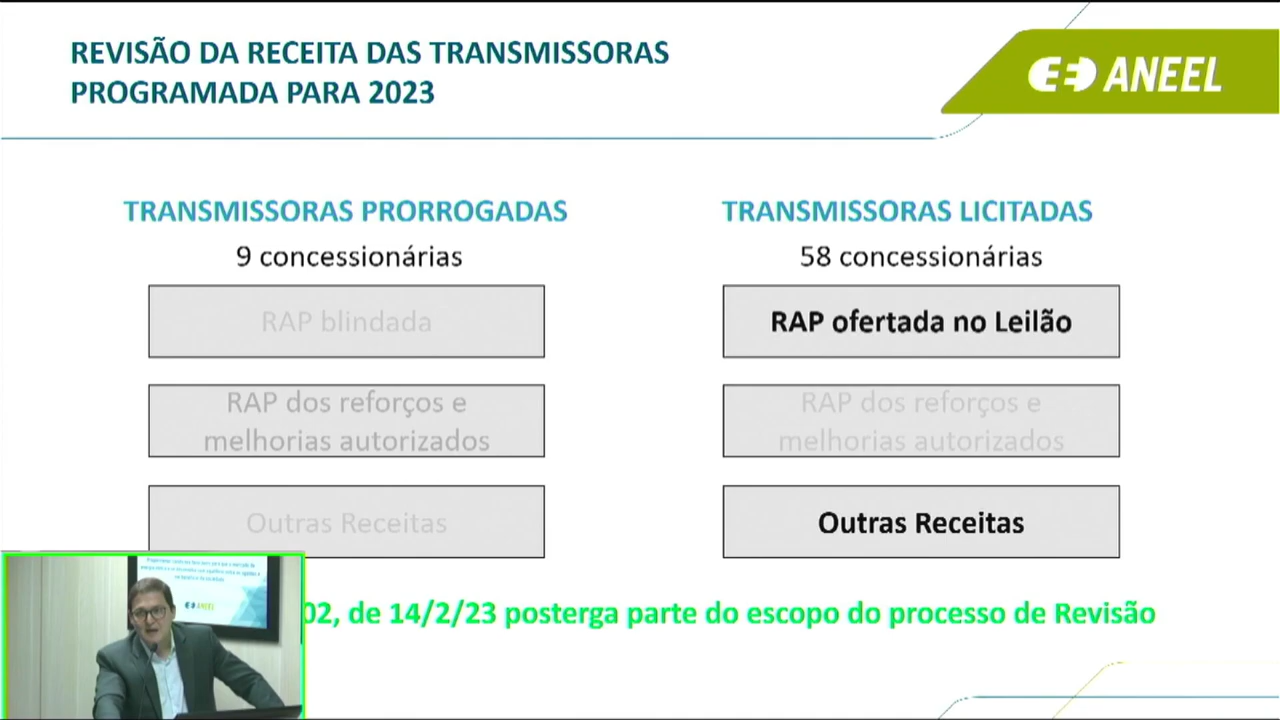 REVISÃO DA RECEITA DAS TRANSMISSORAS
PROGRAMADA PARA 2023
ANEEL
TRANSMISSORAS PRORROGADAS
9 concessionárias
RAP blindada
RAP dos reforços e
melhorias autorizados
Outras Receitas
TRANSMISSORAS LICITADAS
58 concessionárias
RAP ofertada no Leilão
RAP dos reforços e
melhorias autorizados
Outras Receitas
02, de 14/2/23 posterga parte do escopo do processo de Revisão
ANEEL